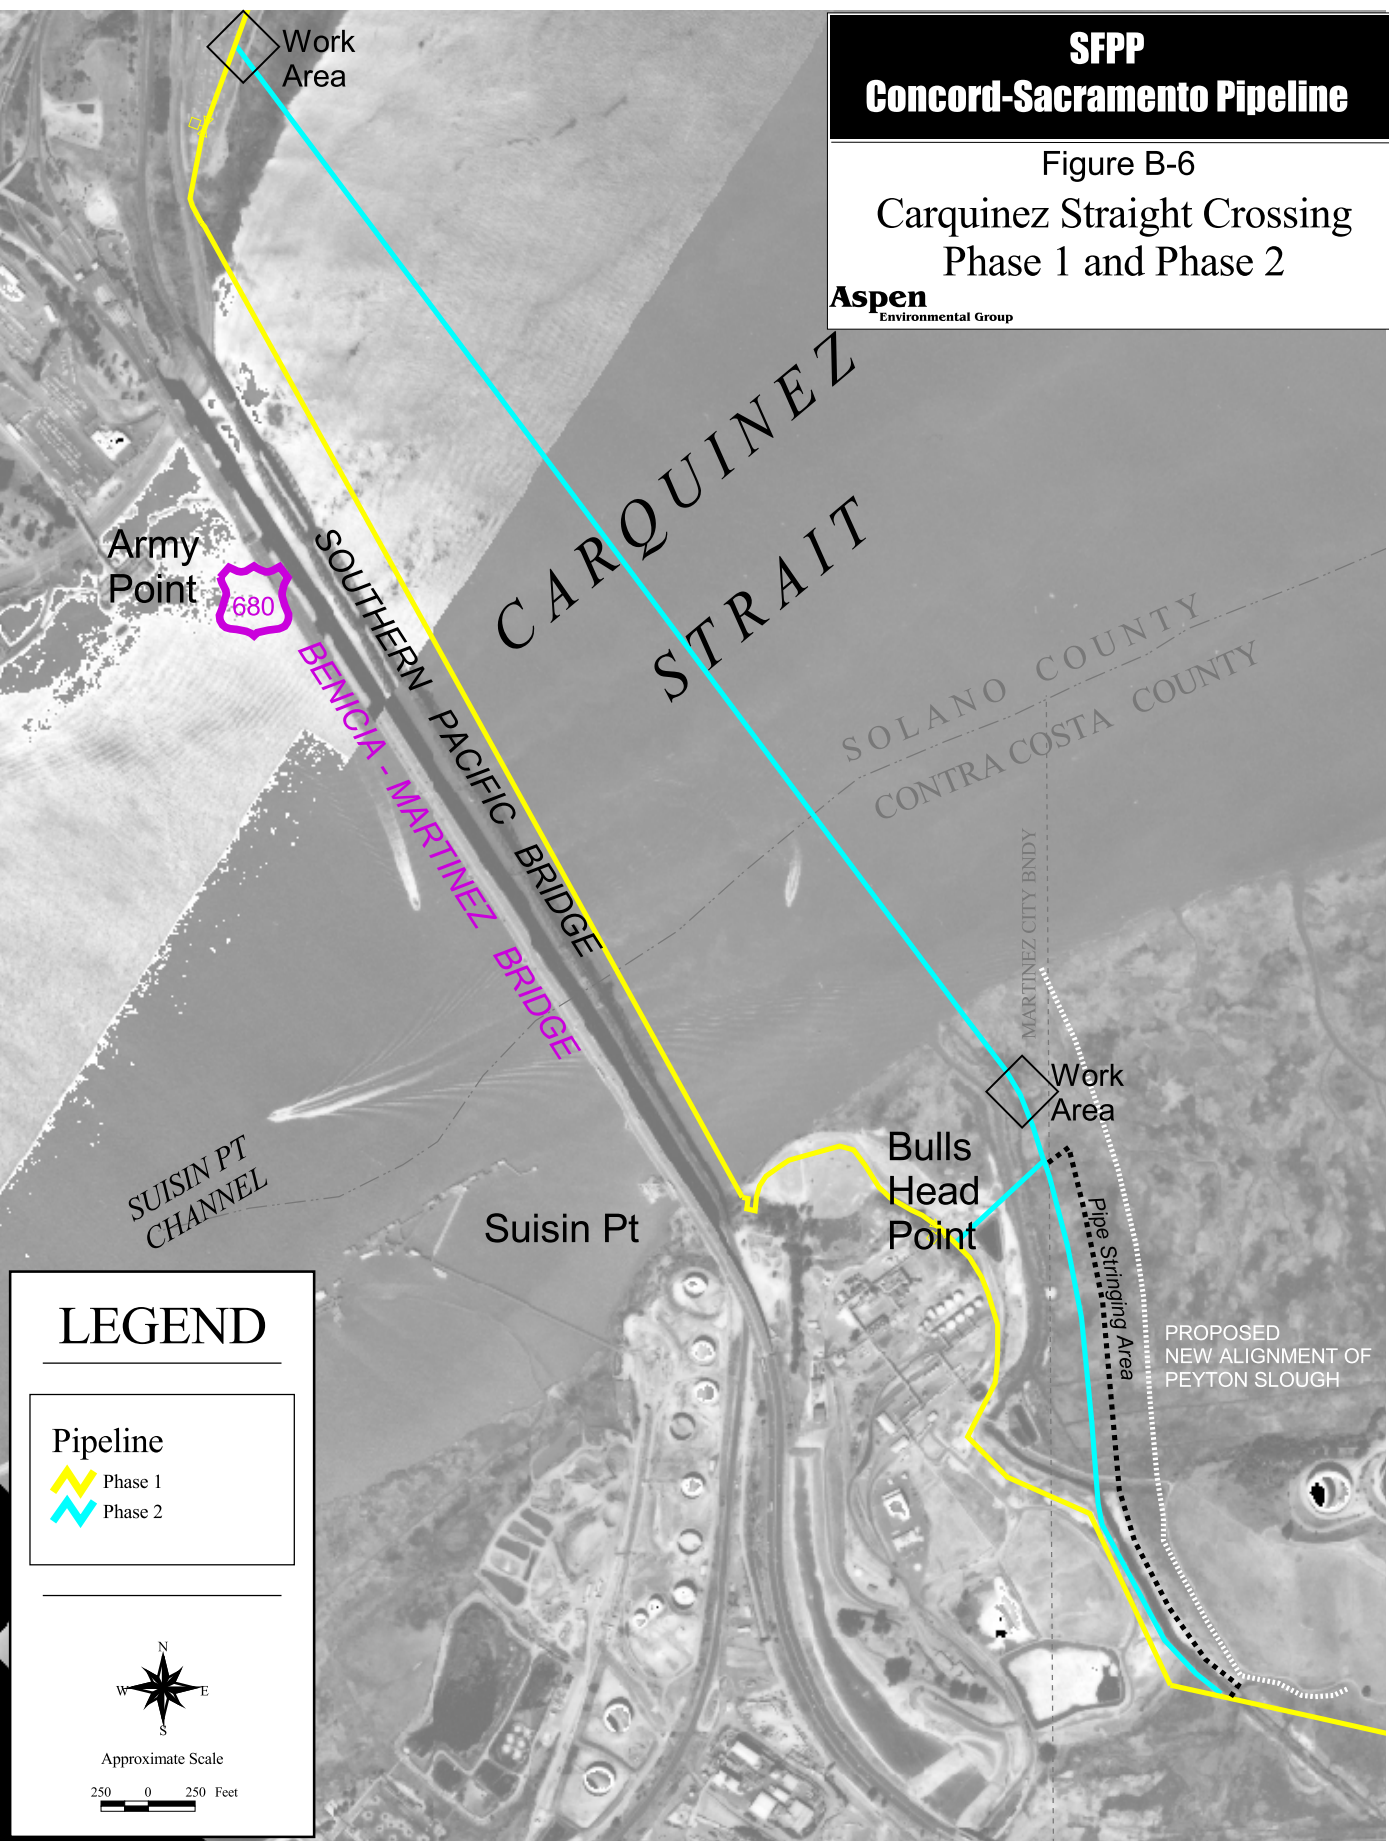 SFPP
Concord-Sacramento Pipeline
Figure B-6
Carquinez Straight Crossing
Phase 1 and Phase 2
Aspen
Environmental Group
Work
Area
CARQUINEZ
STRAIT
Army
Point
680
SOUTHERN PACIFIC BRIDGE
BENICIA - MARTINEZ BRIDGE
SOLANO COUNTY
CONTRA COSTA COUNTY
MARTINEZ CITY BNDY
Work
Area
Bulls
Head
Point
SUISIN PT
CHANNEL
Suisin Pt
Pipe Stringing Area
PROPOSED
NEW ALIGNMENT OF
PEYTON SLOUGH
LEGEND
Pipeline
Phase 1
Phase 2
N
W E
S
Approximate Scale
250 0 250 Feet